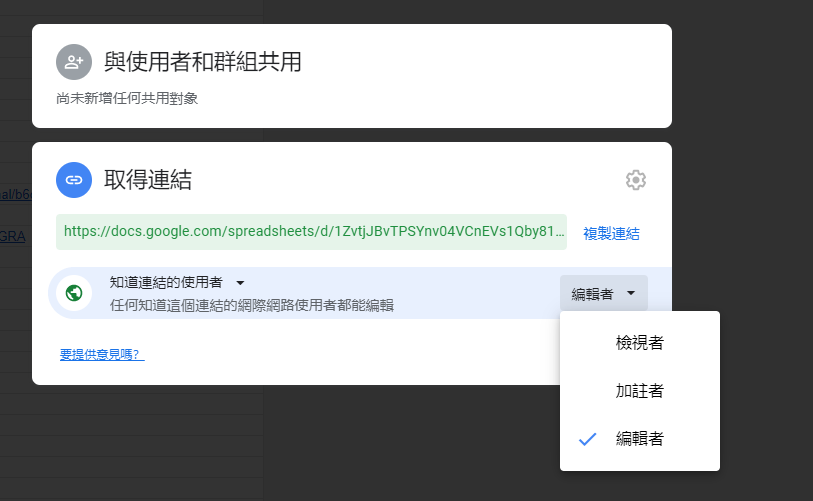 與使用者和群組共用
尚未新增任何共用對象
取得連結
https://docs.google.com/spreadsheets/d/1ZvtjJBvTPSYnv04VCnEVs1Qby81...
複製連結
知道連結的使用者
任何知道這個連結的網際網路使用者都能編輯
編輯者
檢視者
加註者
編輯者
要提供意見嗎?
al/b6
GRA